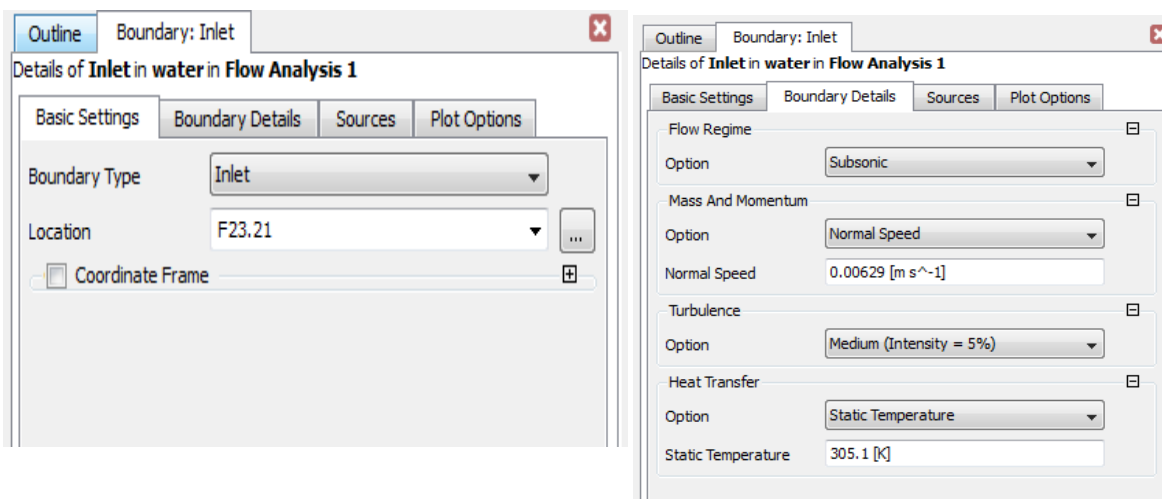 Outline Boundary: Inlet
Details of Inlet in water in Flow Analysis 1
Basic Settings Boundary Details Sources Plot Options
Boundary Type Inlet
Location F23.21 ...
Coordinate Frame
Outline Boundary: Inlet
Details of Inlet in water in Flow Analysis 1
Basic Settings Boundary Details Sources Plot Options
Flow Regime
Option Subsonic
Mass And Momentum
Option Normal Speed
Normal Speed 0.00629 [m s^-1]
Turbulence
Option Medium (Intensity = 5%)
Heat Transfer
Option Static Temperature
Static Temperature 305.1 [K]